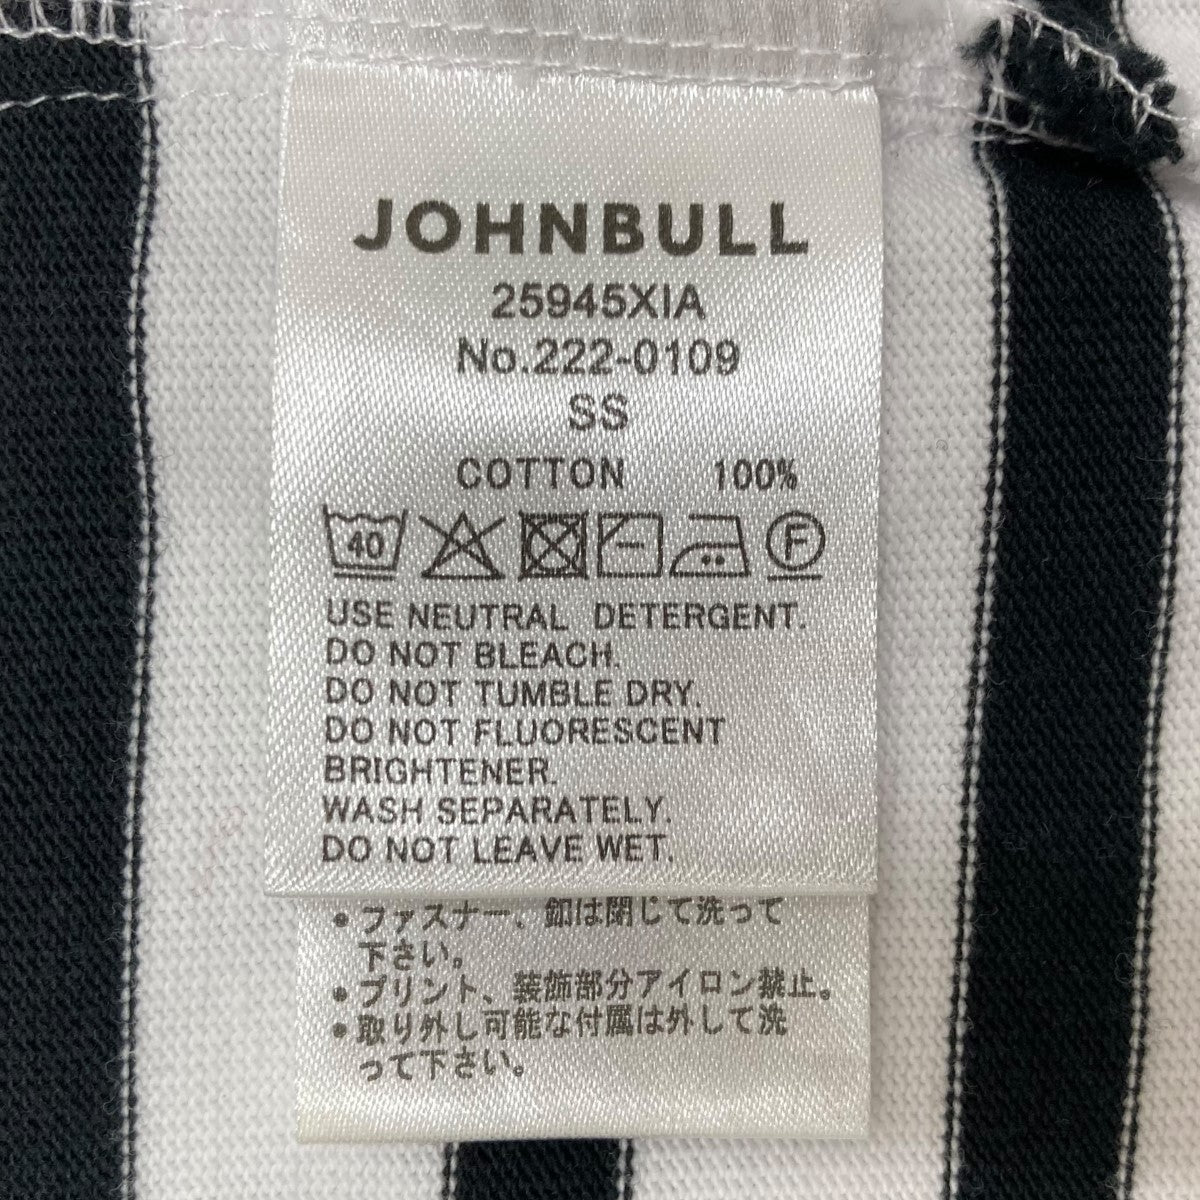 JOHNBULL
25945XIA
No.222-0109
SS
COTTON 100%
40 F
USE NEUTRAL DETERGENT.
DO NOT BLEACH.
DO NOT TUMBLE DRY.
DO NOT FLUORESCENT
BRIGHTENER.
WASH SEPARATELY.
DO NOT LEAVE WET.
•ファスナー、釦は閉じて洗って
下さい。
•プリント、装飾部分アイロン禁止。
•取り外し可能な付属は外して洗
って下さい。